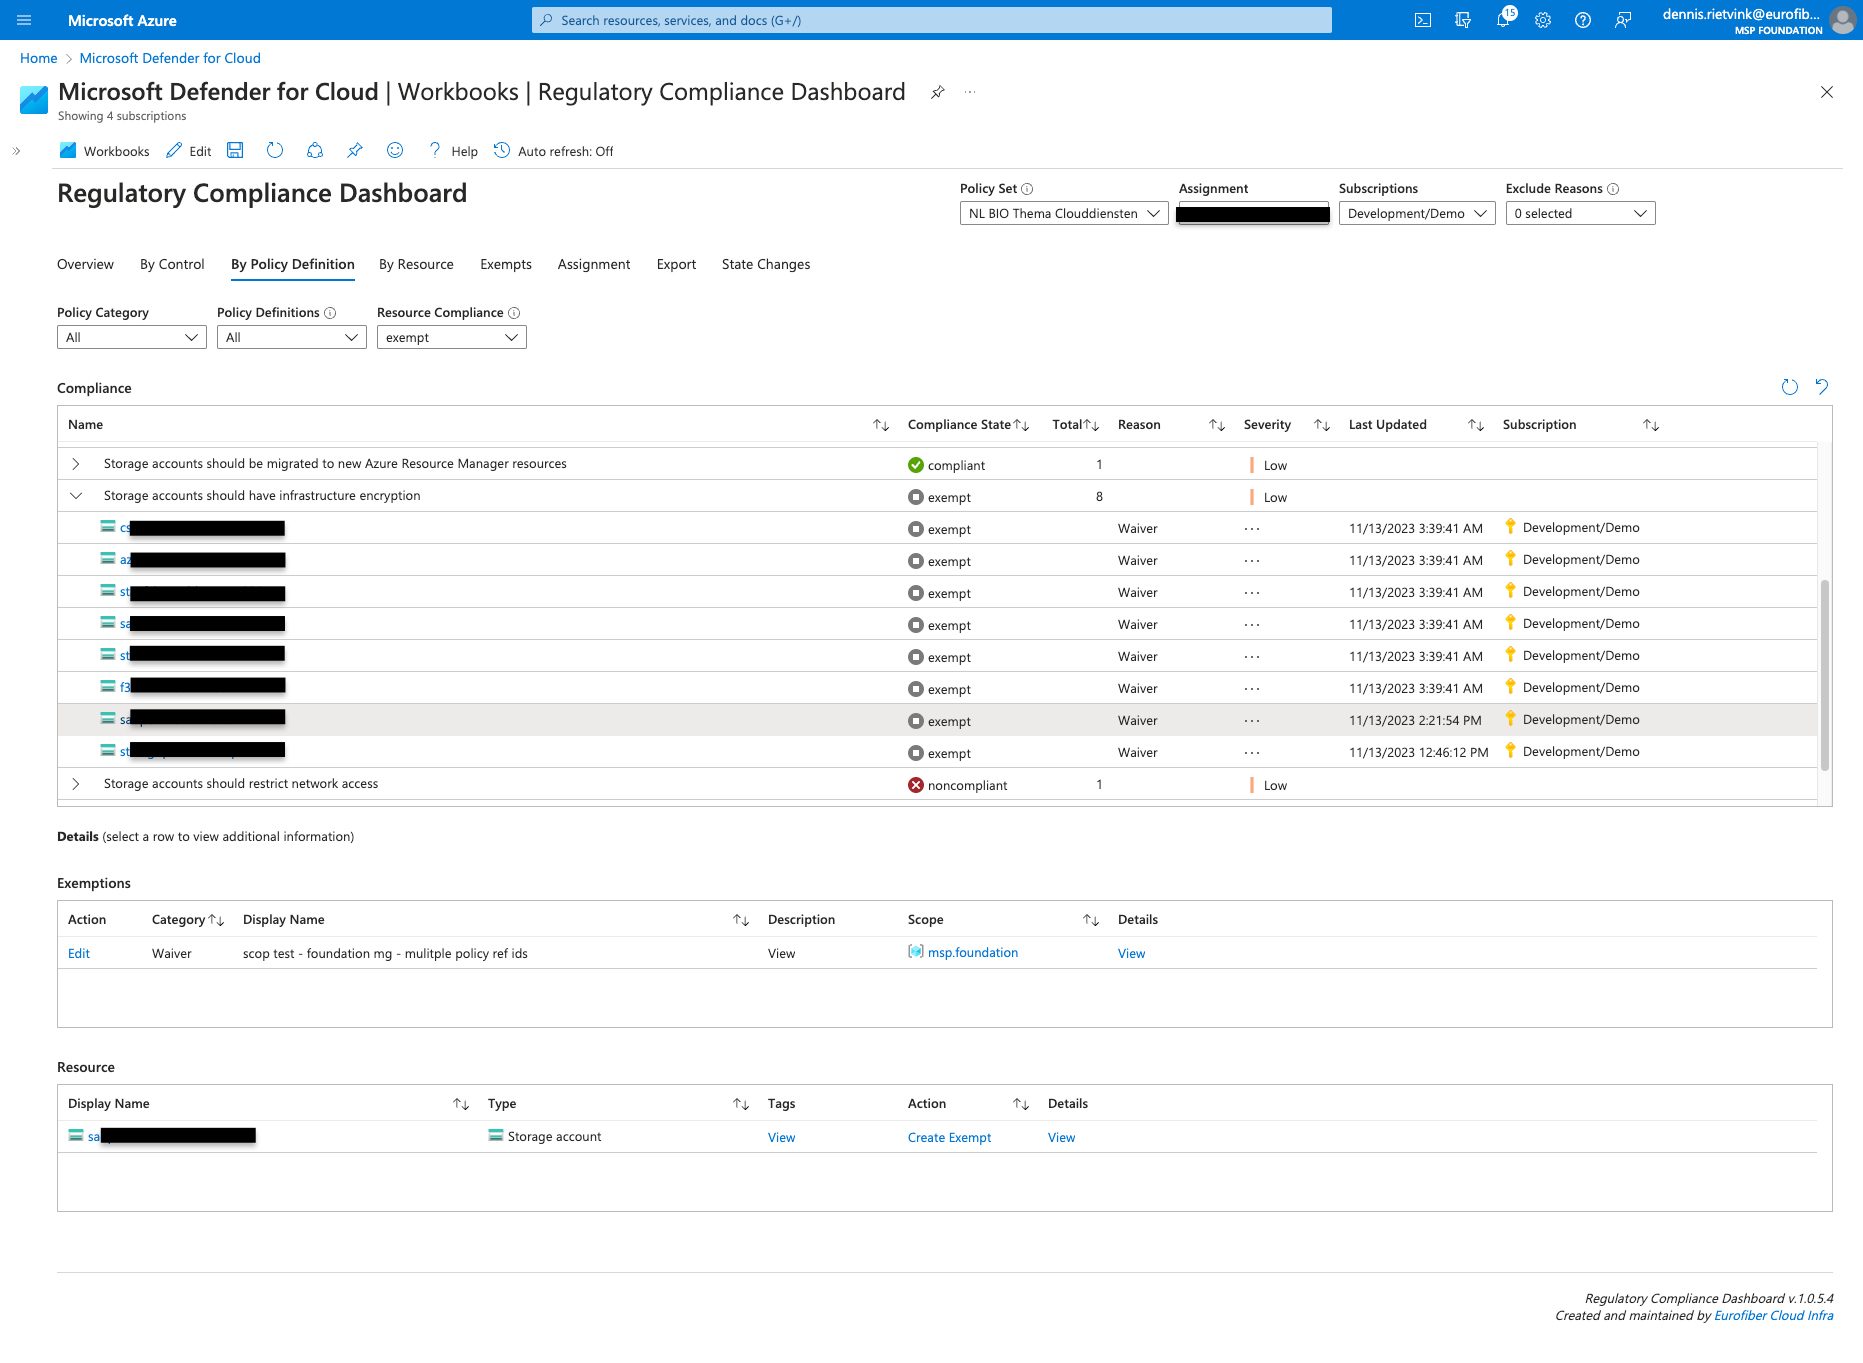 Microsoft Azure
Search resources, services, and docs (G+/)
15
dennis.rietvink@eurofib...
MSP FOUNDATION
Home > Microsoft Defender for Cloud
Microsoft Defender for Cloud | Workbooks | Regulatory Compliance Dashboard
Showing 4 subscriptions
Workbooks Edit ? Help Auto refresh: Off
Regulatory Compliance Dashboard
Policy Set Assignment Subscriptions Exclude Reasons
NL BIO Thema Clouddiensten Development/Demo 0 selected
Overview By Control By Policy Definition By Resource Exempts Assignment Export State Changes
Policy Category Policy Definitions Resource Compliance
All All exempt
Compliance
Name Compliance State Total Reason Severity Last Updated Subscription
Storage accounts should be migrated to new Azure Resource Manager resources compliant 1 Low
Storage accounts should have infrastructure encryption exempt 8 Low
cs exempt Waiver ... 11/13/2023 3:39:41 AM Development/Demo
az exempt Waiver ... 11/13/2023 3:39:41 AM Development/Demo
st exempt Waiver ... 11/13/2023 3:39:41 AM Development/Demo
sa exempt Waiver ... 11/13/2023 3:39:41 AM Development/Demo
st exempt Waiver ... 11/13/2023 3:39:41 AM Development/Demo
f3 exempt Waiver ... 11/13/2023 3:39:41 AM Development/Demo
sa exempt Waiver ... 11/13/2023 2:21:54 PM Development/Demo
st exempt Waiver ... 11/13/2023 12:46:12 PM Development/Demo
Storage accounts should restrict network access noncompliant 1 Low
Details (select a row to view additional information)
Exemptions
Action Category Display Name Description Scope Details
Edit Waiver scop test - foundation mg - mulitple policy ref ids View msp.foundation View
Resource
Display Name Type Tags Action Details
sa Storage account View Create Exempt View
Regulatory Compliance Dashboard v.1.0.5.4
Created and maintained by Eurofiber Cloud Infra